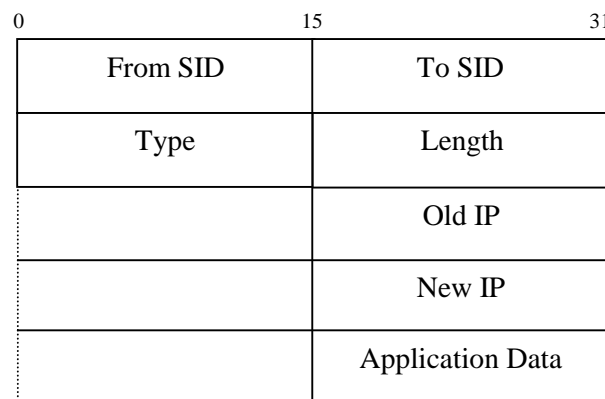 0 15 31
From SID To SID
Type Length
Old IP
New IP
Application Data